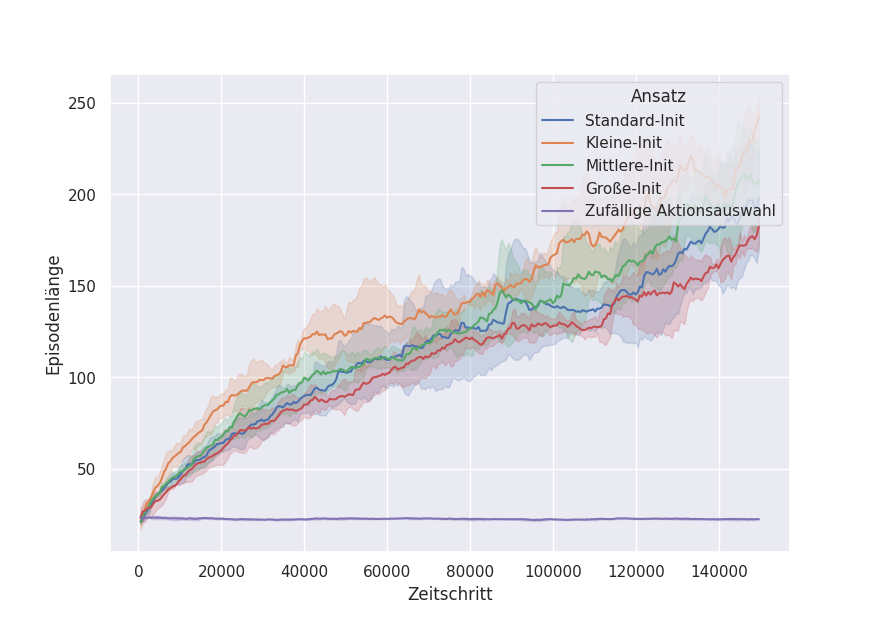 Ansatz
Standard-Init
Kleine-Init
Mittlere-Init
Große-Init
Zufällige Aktionsauswahl
250
200
150
100
50
Episodenlänge
0 20000 40000 60000 80000 100000 120000 140000
Zeitschritt